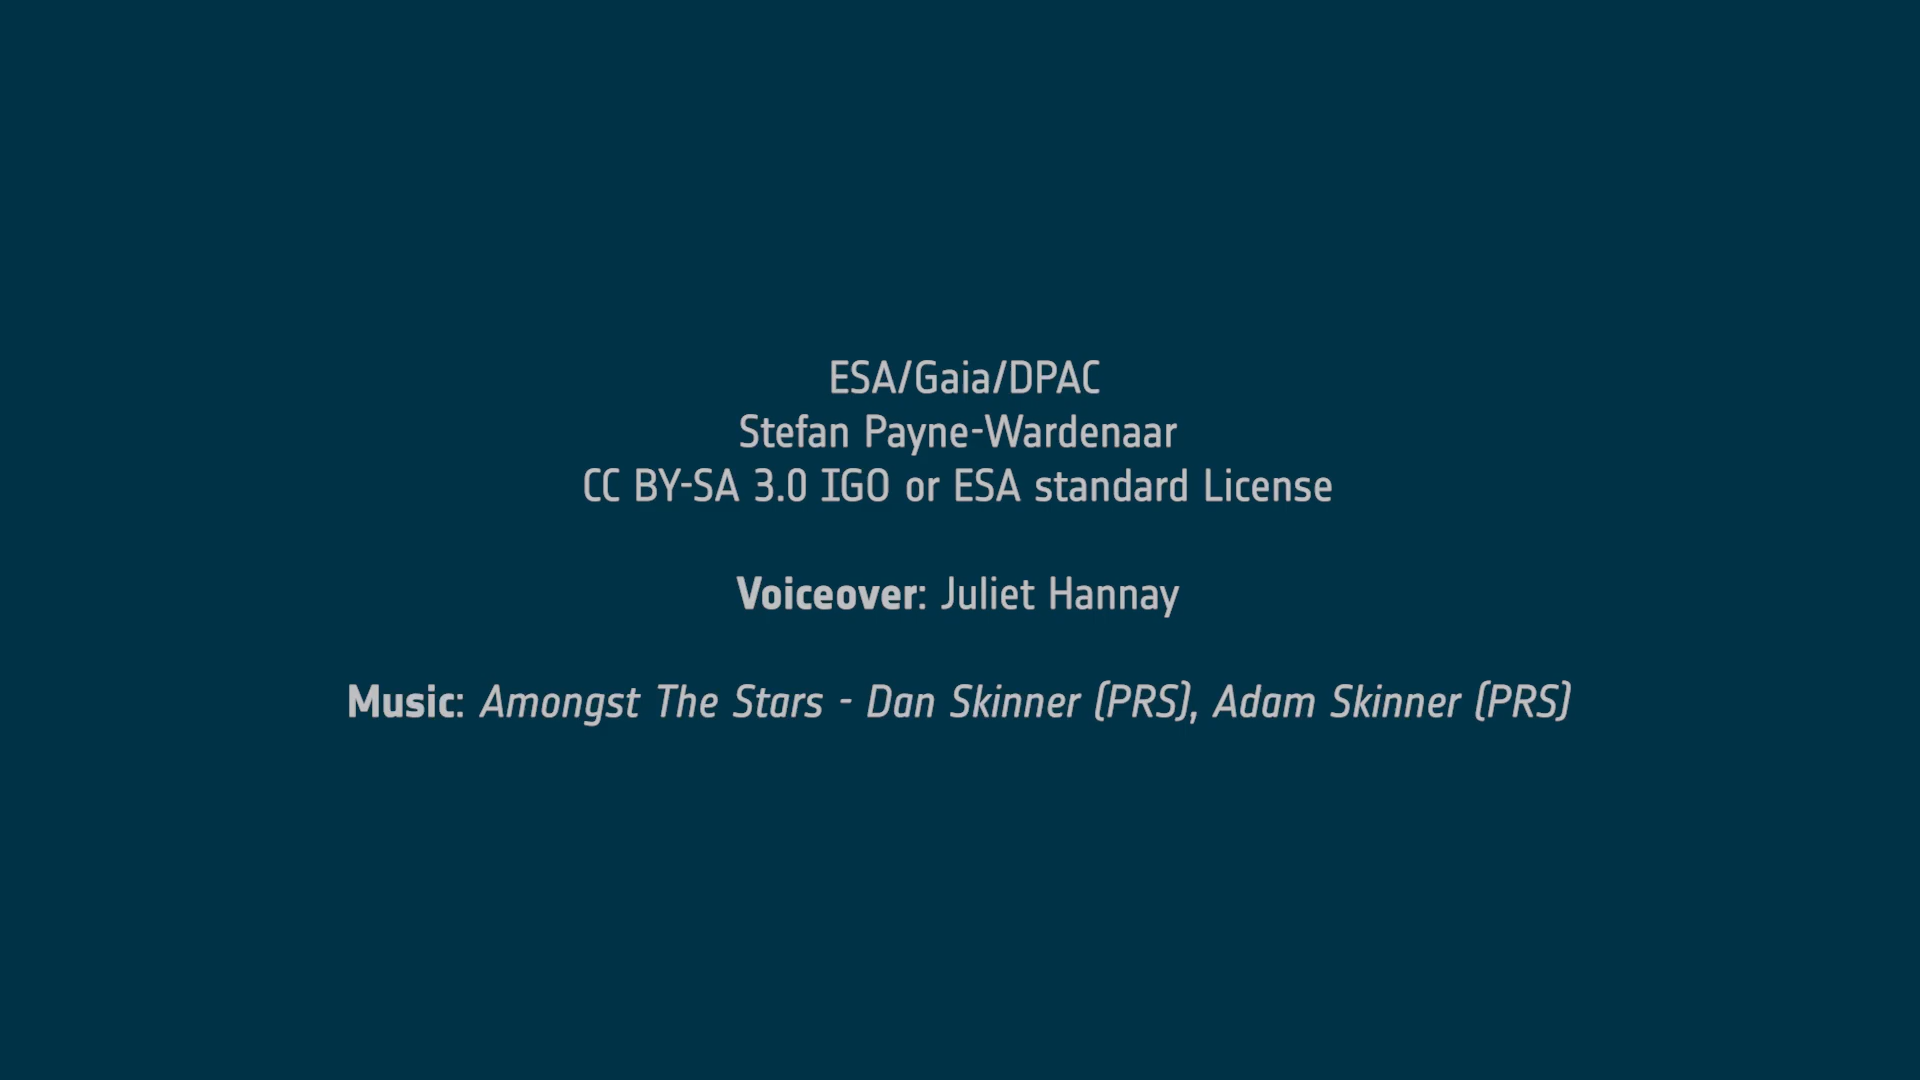 ESA/Gaia/DPAC
Stefan Payne-Wardenaar
CC BY-SA 3.0 IGO or ESA standard License
Voiceover: Juliet Hannay
Music: Amongst The Stars - Dan Skinner (PRS), Adam Skinner (PRS)